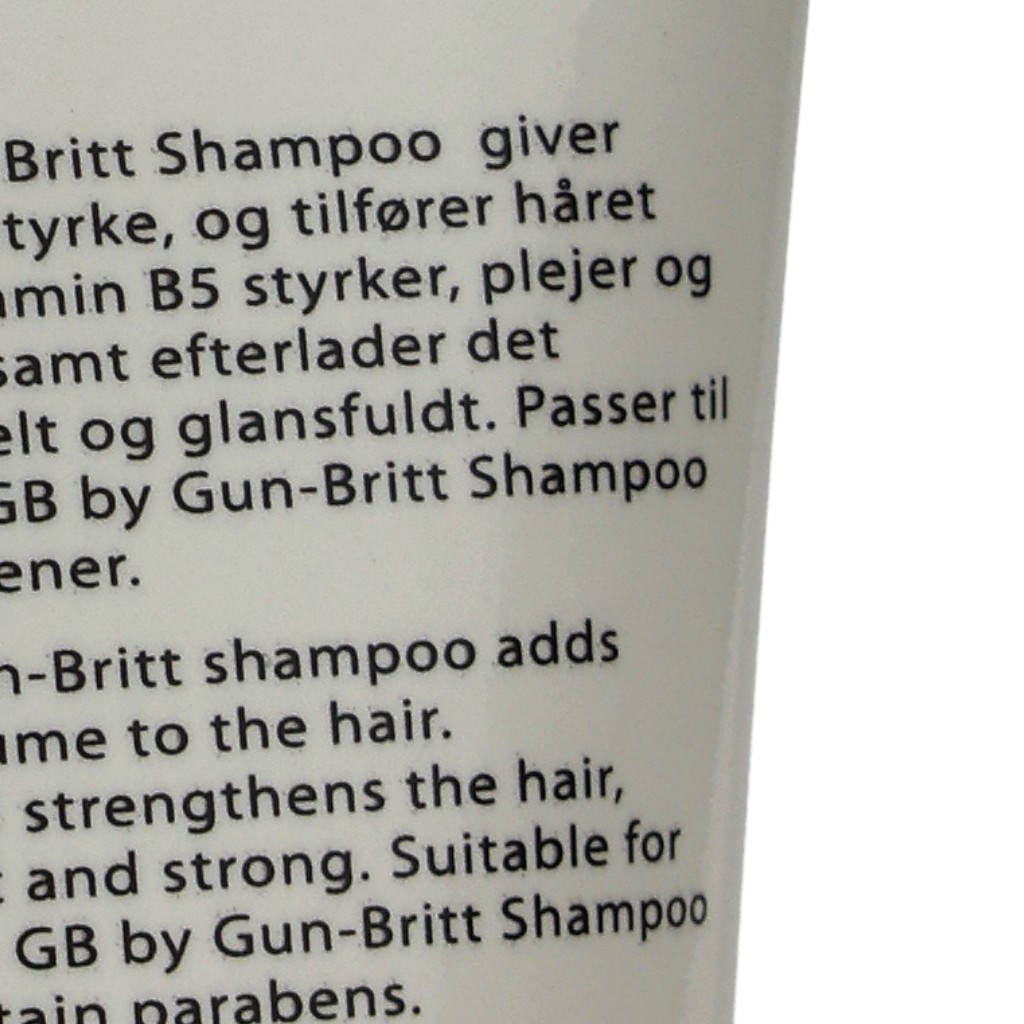 -Britt Shampoo giver
tyrke, og tilfører håret
min B5 styrker, plejer og
samt efterlader det
elt og glansfuldt. Passer til
GB by Gun-Britt Shampoo
ener.
n-Britt shampoo adds
ume to the hair.
strengthens the hair,
and strong. Suitable for
GB by Gun-Britt Shampoo
tain parabens.